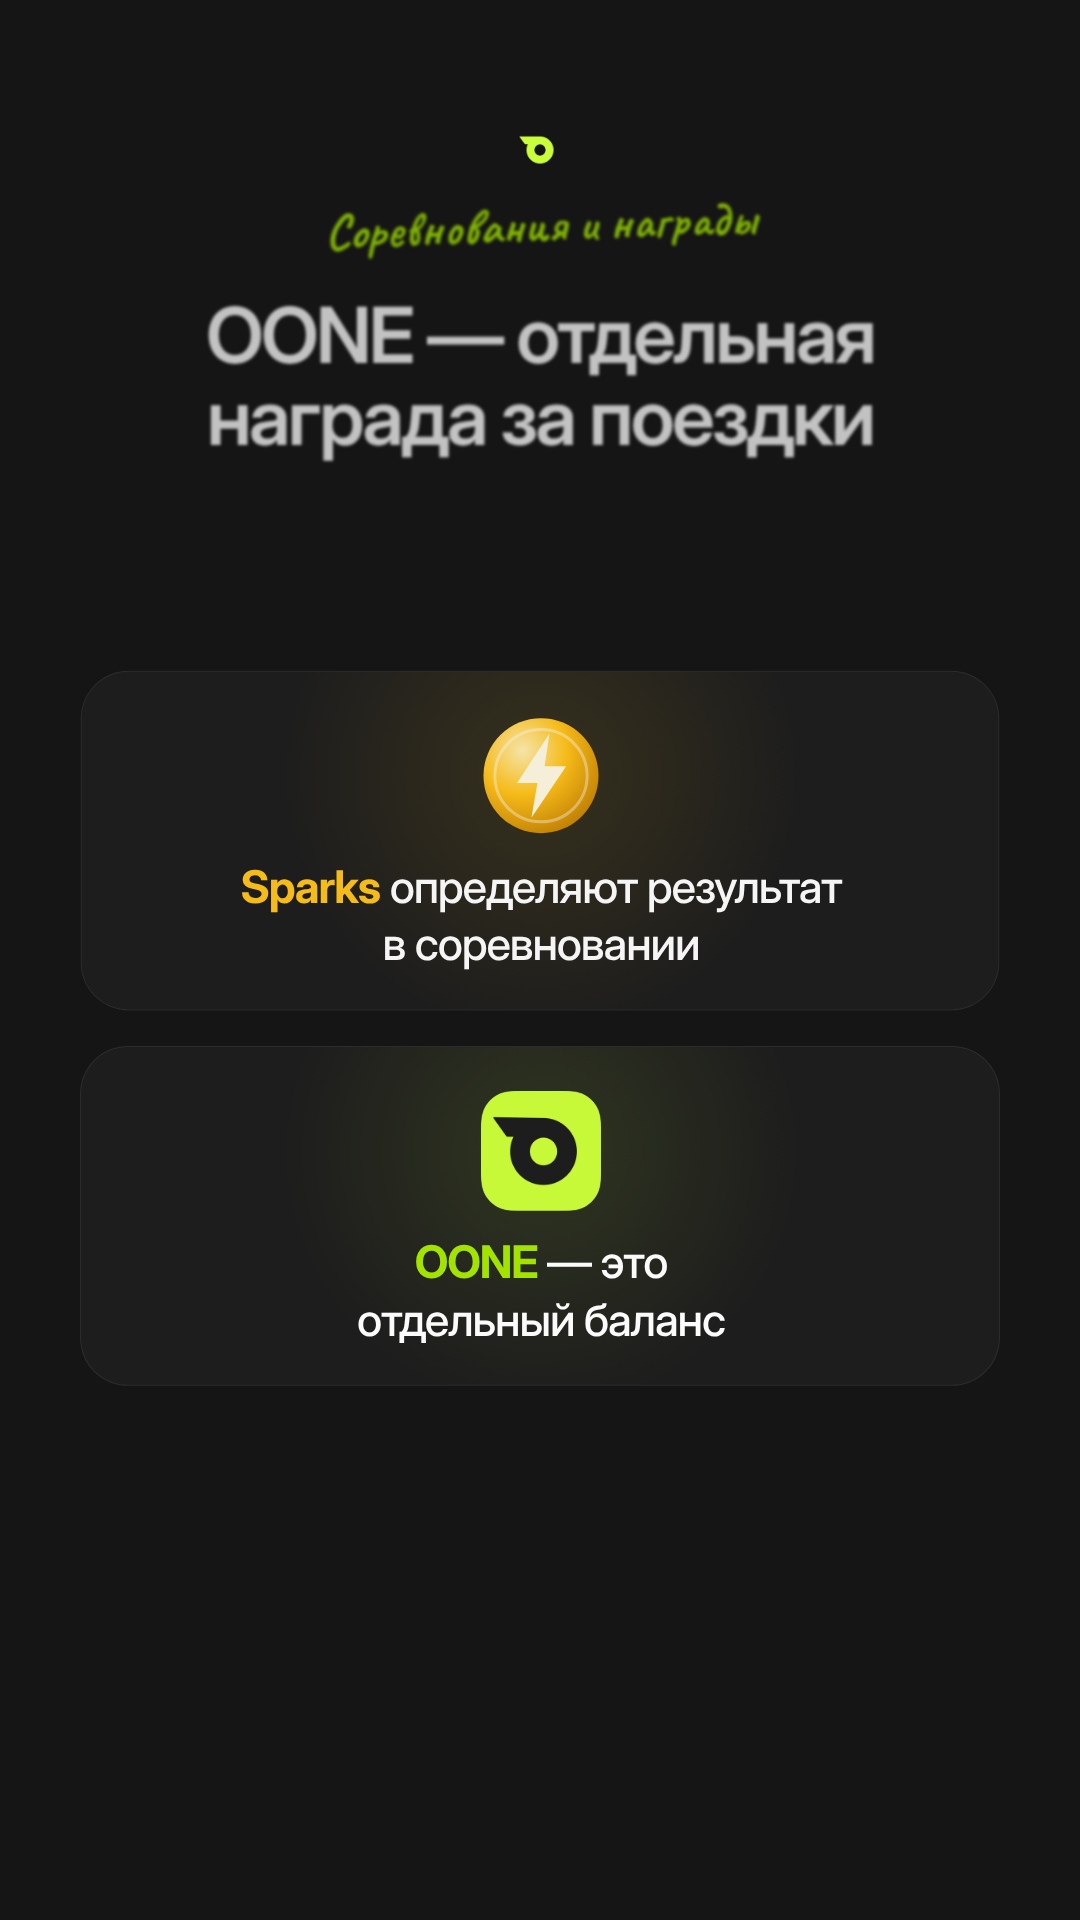 Соревнования и награды
OONE — отдельная
награда за поездки
Sparks определяют результат
в соревновании
OONE — это
отдельный баланс